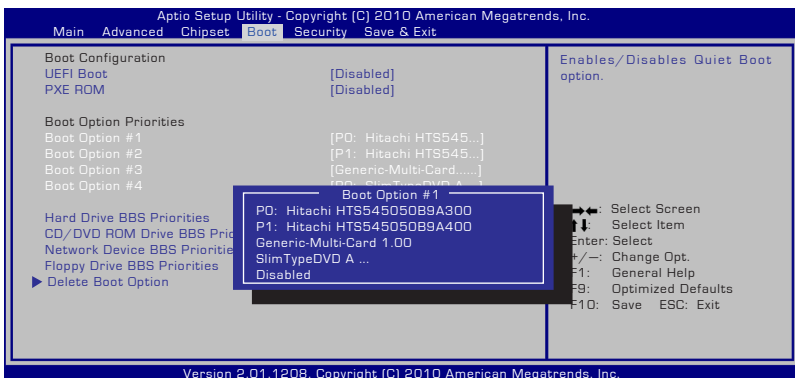 Aptio Setup Utility - Copyright (C) 2010 American Megatrends, Inc.
Main Advanced Chipset Boot Security Save & Exit
Boot Configuration
UEFI Boot [Disabled]
PXE ROM [Disabled]
Boot Option Priorities
Boot Option #1 [P0: Hitachi HTS545...]
Boot Option #2 [P1: Hitachi HTS545...]
Boot Option #3 [Generic-Multi-Card......]
Boot Option #4
Hard Drive BBS Priorities
CD/DVD ROM Drive BBS
Network Device BBS
Floppy Drive BBS Priorities
Delete Boot Option
Boot Option #1
P0: Hitachi HTS545050B9A300
P1: Hitachi HTS545050B9A400
Generic-Multi-Card 1.00
SlimTypeDVD A ...
Disabled
Enables/Disables Quiet Boot
option.
→←: Select Screen
↑↓: Select Item
Enter: Select
+/−: Change Opt.
F1: General Help
F9: Optimized Defaults
F10: Save ESC: Exit
Version 2.01.1208. Copyright (C) 2010 American Megatrends, Inc.